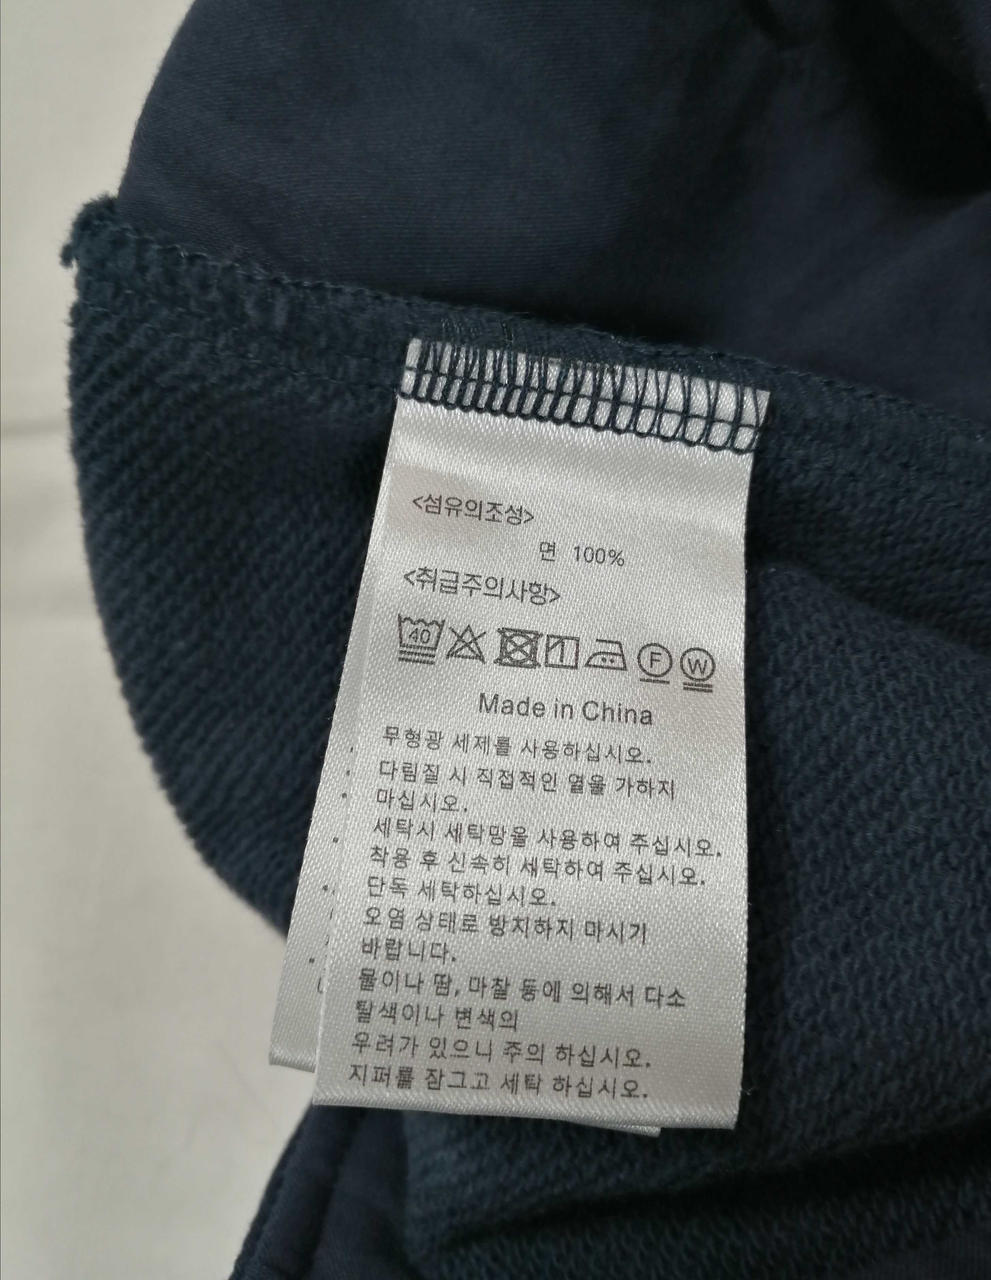 <섬유의조성>
면 100%
<취급주의사항>
40 F W
Made in China
무형광 세제를 사용하십시오.
다림질 시 직접적인 열을 가하지
마십시오.
세탁시 세탁망을 사용하여 주십시오.
착용 후 신속히 세탁하여 주십시오.
단독 세탁하십시오.
오염 상태로 방치하지 마시기
바랍니다.
물이나 땀, 마찰 등에 의해서 다소
탈색이나 변색의
우려가 있으니 주의 하십시오.
지퍼를 잠그고 세탁 하십시오.